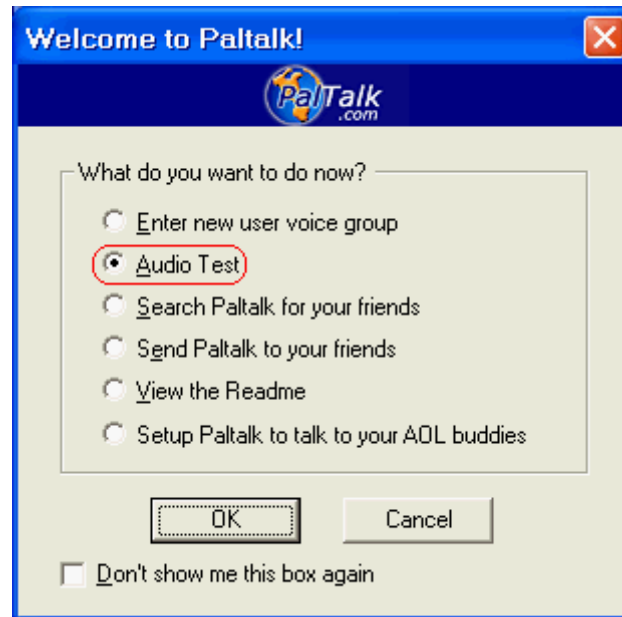 Welcome to Paltalk!
PalTalk
.com
What do you want to do now?
Enter new user voice group
Audio Test
Search Paltalk for your friends
Send Paltalk to your friends
View the Readme
Setup Paltalk to talk to your AOL buddies
OK Cancel
Don't show me this box again